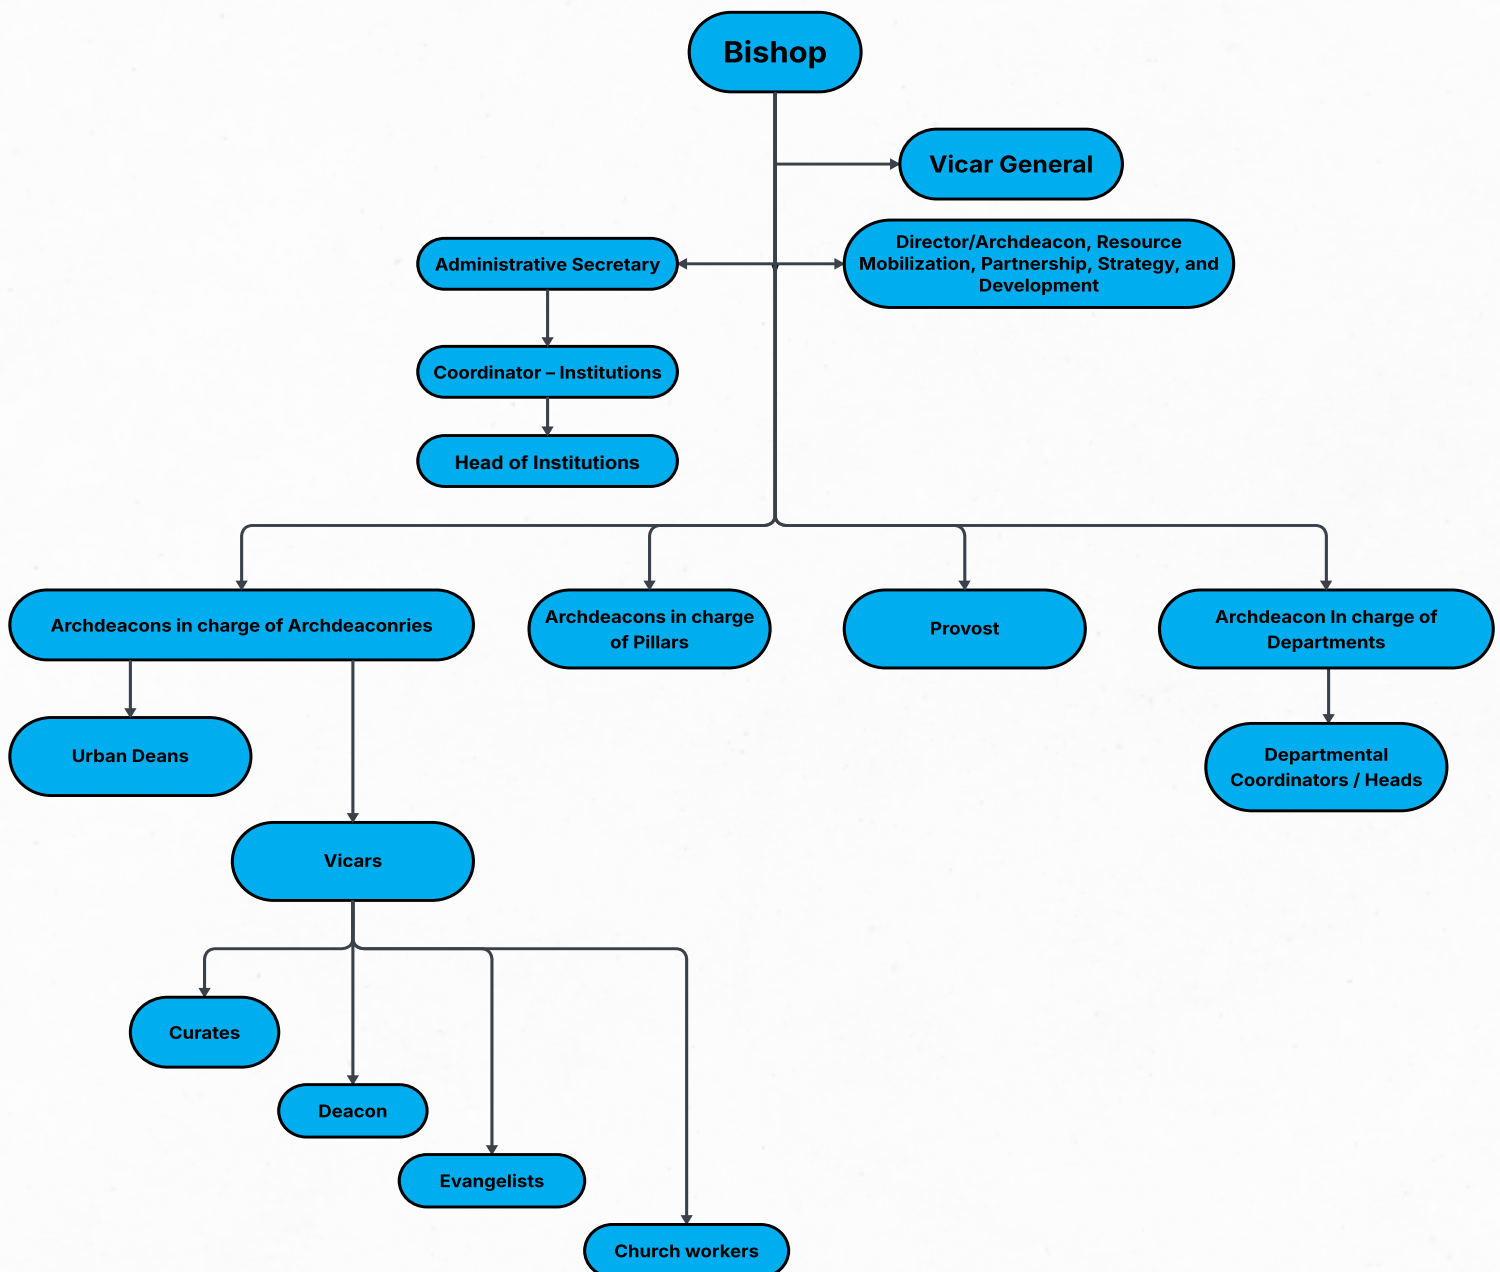 Bishop
Vicar General
Administrative Secretary
Director/Archdeacon, Resource
Mobilization, Partnership, Strategy, and
Development
Coordinator – Institutions
Head of Institutions
Archdeacons in charge of Archdeaconries
Archdeacons in charge
of Pillars
Provost
Archdeacon In charge of
Departments
Urban Deans
Departmental
Coordinators / Heads
Vicars
Curates
Deacon
Evangelists
Church workers